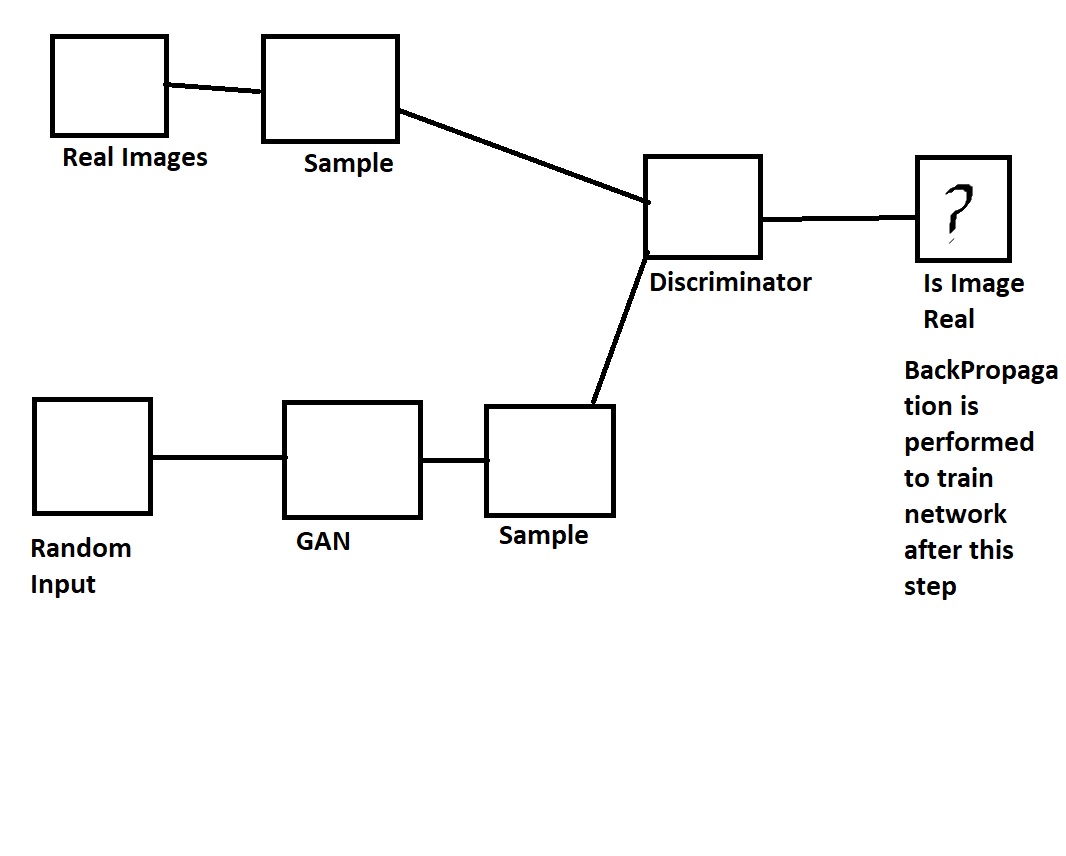 Real Images
Sample
?
Discriminator
Is Image
Real
BackPropaga
tion is
performed
to train
network
after this
step
Random
Input
GAN
Sample